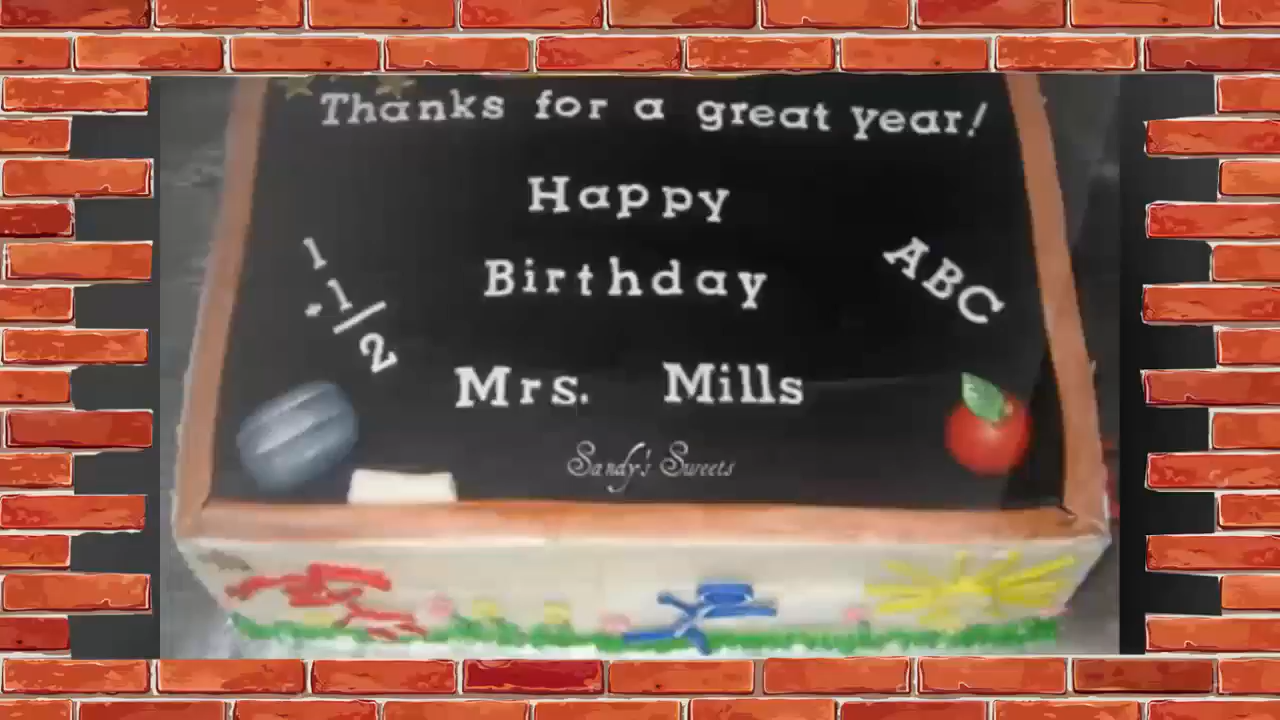 Thanks for a great year!
Happy
Birthday
Mrs. Mills
1
+1
2
ABC
Sandy's Sweets